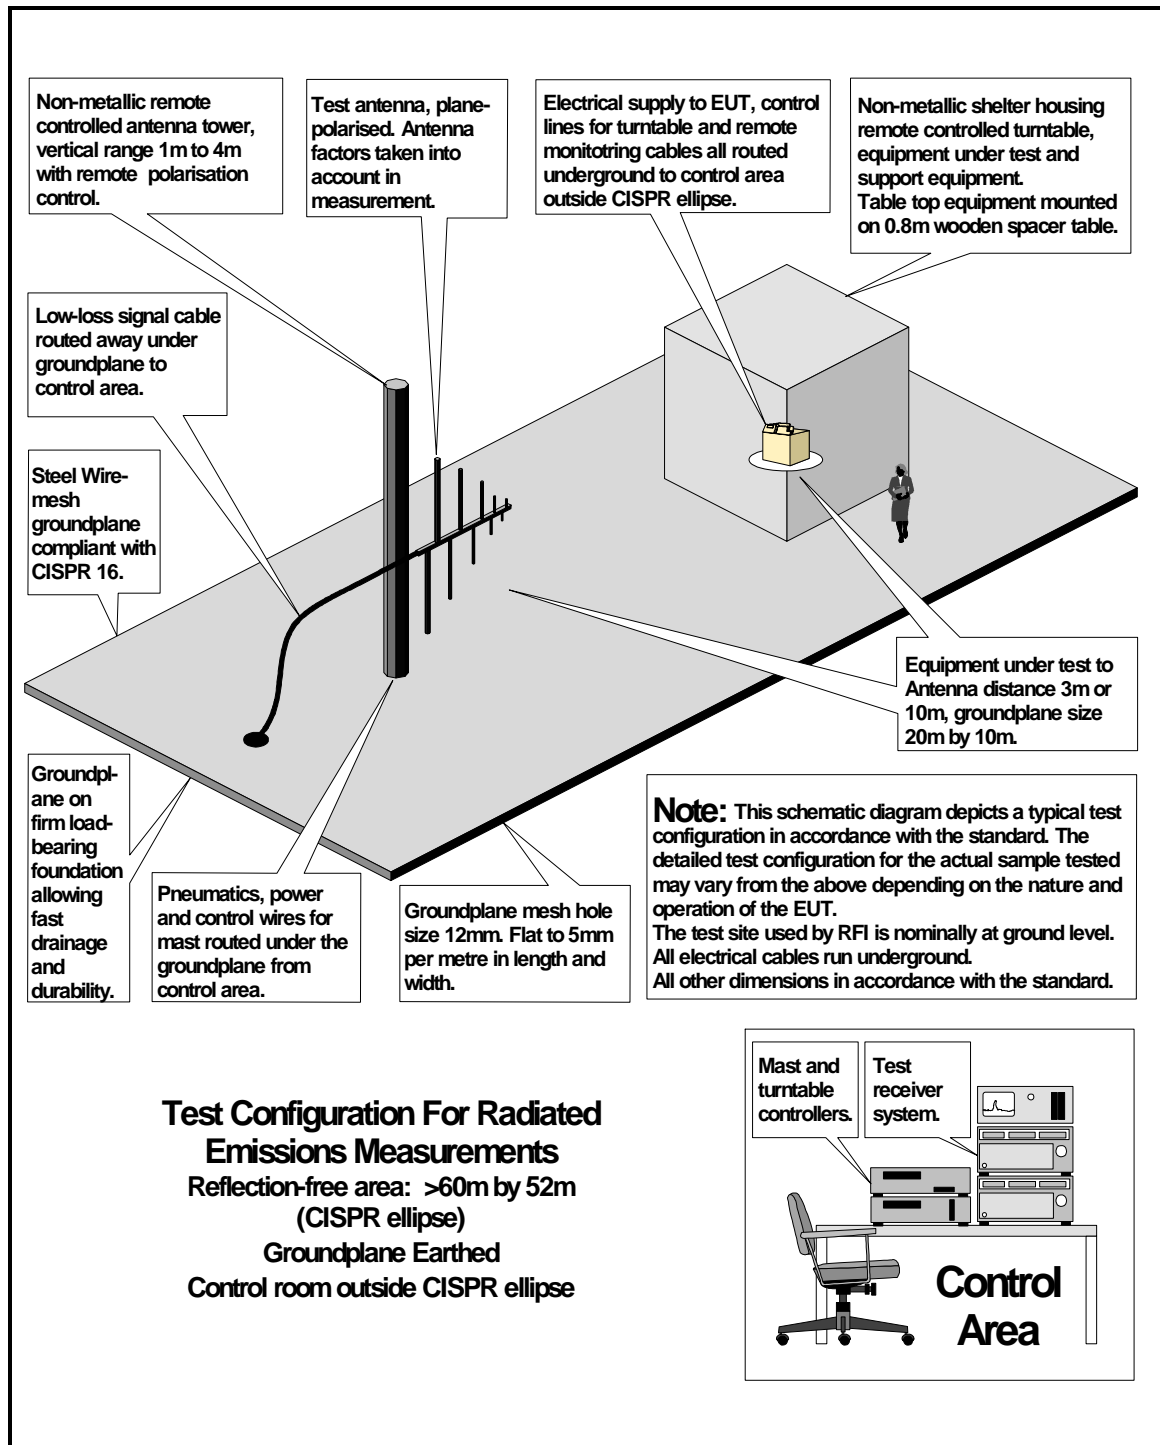 Non-metallic remote
controlled antenna tower,
vertical range 1m to 4m
with remote polarisation
control.
Test antenna, plane-
polarised. Antenna
factors taken into
account in
measurement.
Electrical supply to EUT, control
lines for turntable and remote
monitotring cables all routed
underground to control area
outside CISPR ellipse.
Non-metallic shelter housing
remote controlled turntable,
equipment under test and
support equipment.
Table top equipment mounted
on 0.8m wooden spacer table.
Low-loss signal cable
routed away under
groundplane to
control area.
Steel Wire-
mesh
groundplane
compliant with
CISPR 16.
Equipment under test to
Antenna distance 3m or
10m, groundplane size
20m by 10m.
Groundpl-
ane on
firm load-
bearing
foundation
allowing
fast
drainage
and
durability.
Pneumatics, power
and control wires for
mast routed under the
groundplane from
control area.
Groundplane mesh hole
size 12mm. Flat to 5mm
per metre in length and
width.
Note: This schematic diagram depicts a typical test
configuration in accordance with the standard. The
detailed test configuration for the actual sample tested
may vary from the above depending on the nature and
operation of the EUT.
The test site used by RFI is nominally at ground level.
All electrical cables run underground.
All other dimensions in accordance with the standard.
Test Configuration For Radiated
Emissions Measurements
Reflection-free area: >60m by 52m
(CISPR ellipse)
Groundplane Earthed
Control room outside CISPR ellipse
Mast and
turntable
controllers.
Test
receiver
system.
Control
Area